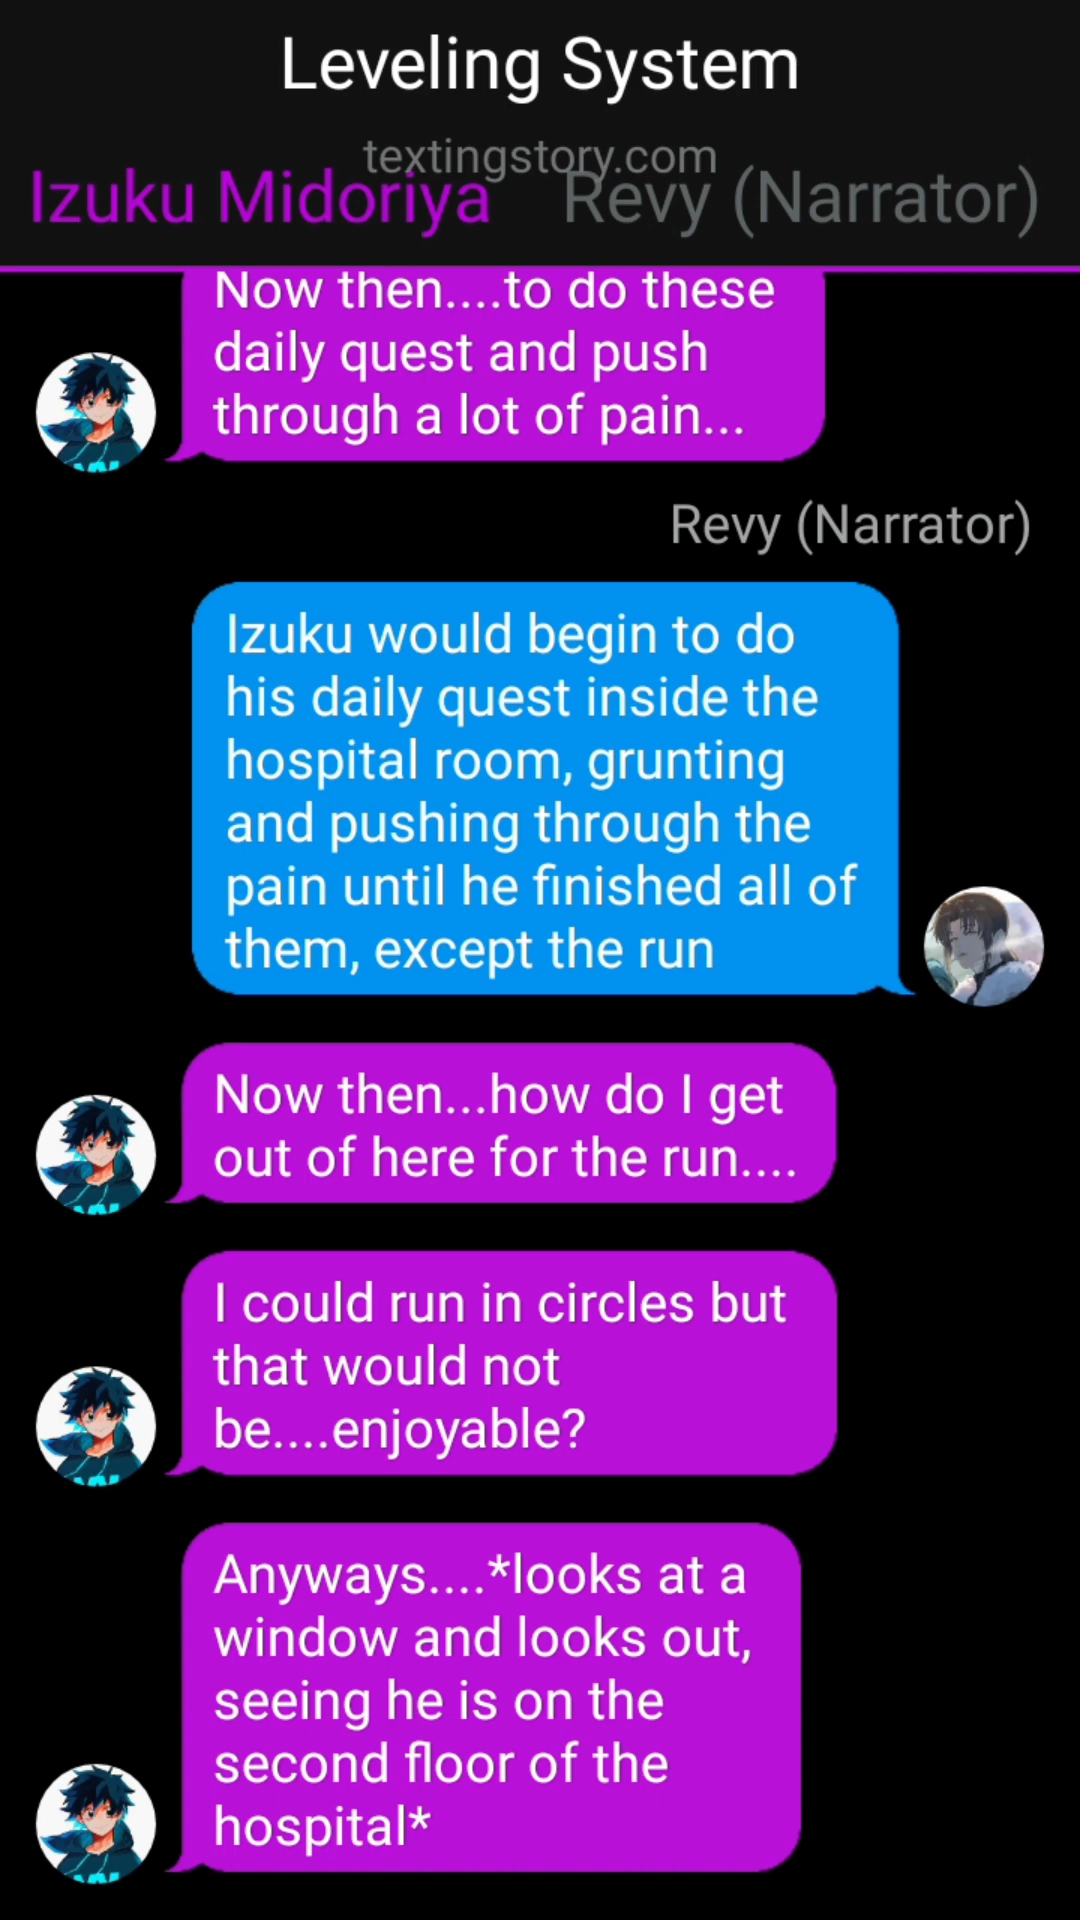 Leveling System
textingstory.com
Izuku Midoriya Revy (Narrator)
Now then....to do these
daily quest and push
through a lot of pain...
Revy (Narrator)
Izuku would begin to do
his daily quest inside the
hospital room, grunting
and pushing through the
pain until he finished all of
them, except the run
Now then...how do I get
out of here for the run....
I could run in circles but
that would not
be....enjoyable?
Anyways....*looks at a
window and looks out,
seeing he is on the
second floor of the
hospital*